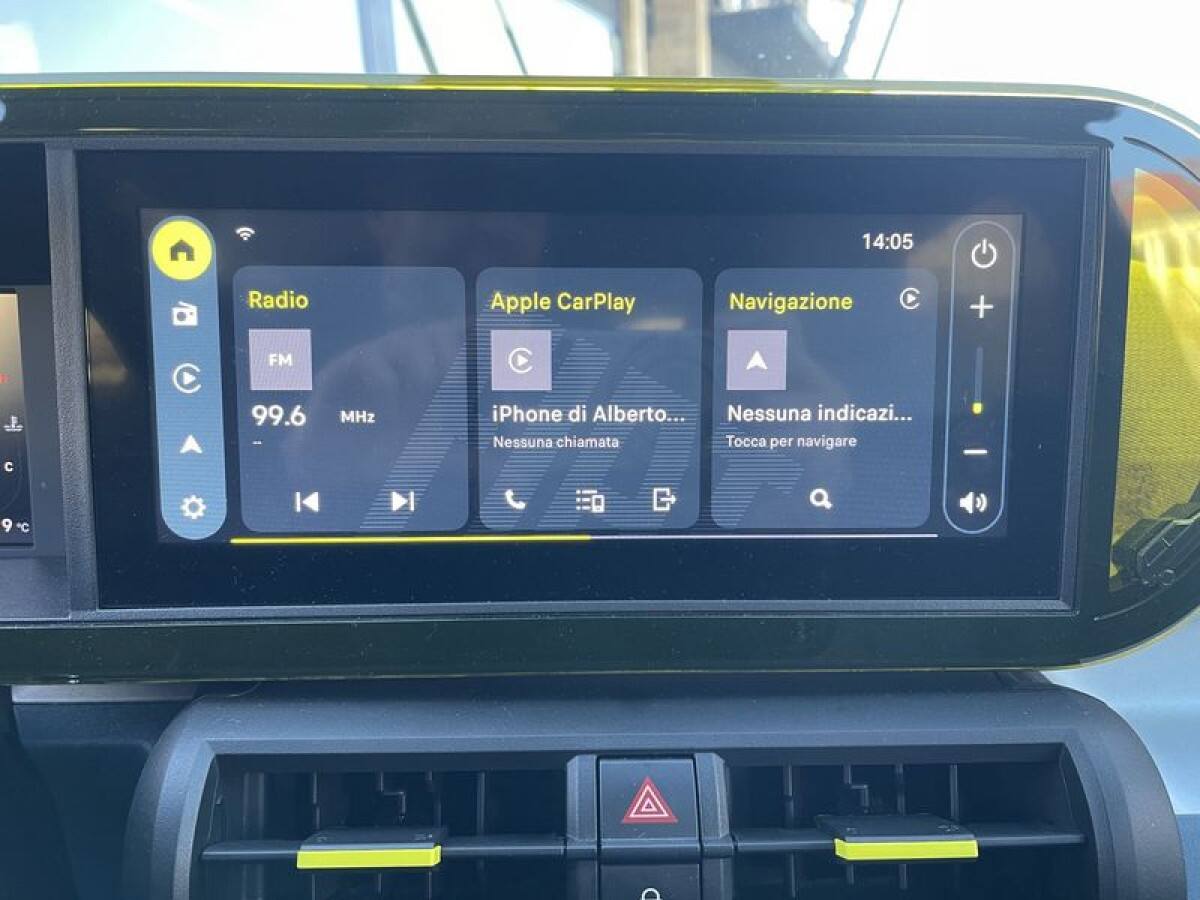 14:05
Radio
FM
99.6 MHz
--
Apple CarPlay
iPhone di Alberto...
Nessuna chiamata
Navigazione
Nessuna indicazi...
Tocca per navigare
C
9 °C